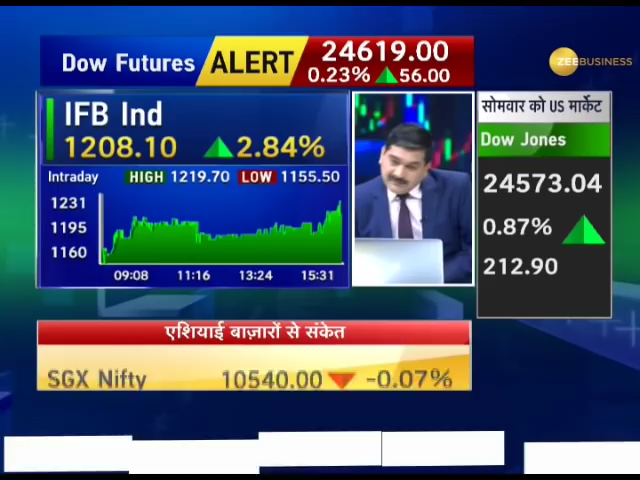 Dow Futures ALERT 24619.00
0.23% ▲ 56.00
ZEEBUSINESS
IFB Ind
1208.10 ▲ 2.84%
Intraday HIGH 1219.70 LOW 1155.50
1231
1195
1160
09:08 11:16 13:24 15:31
सोमवार को US मार्केट
Dow Jones
24573.04
0.87% ▲
212.90
एशियाई बाज़ारों से संकेत
SGX Nifty 10540.00 ▼ -0.07%